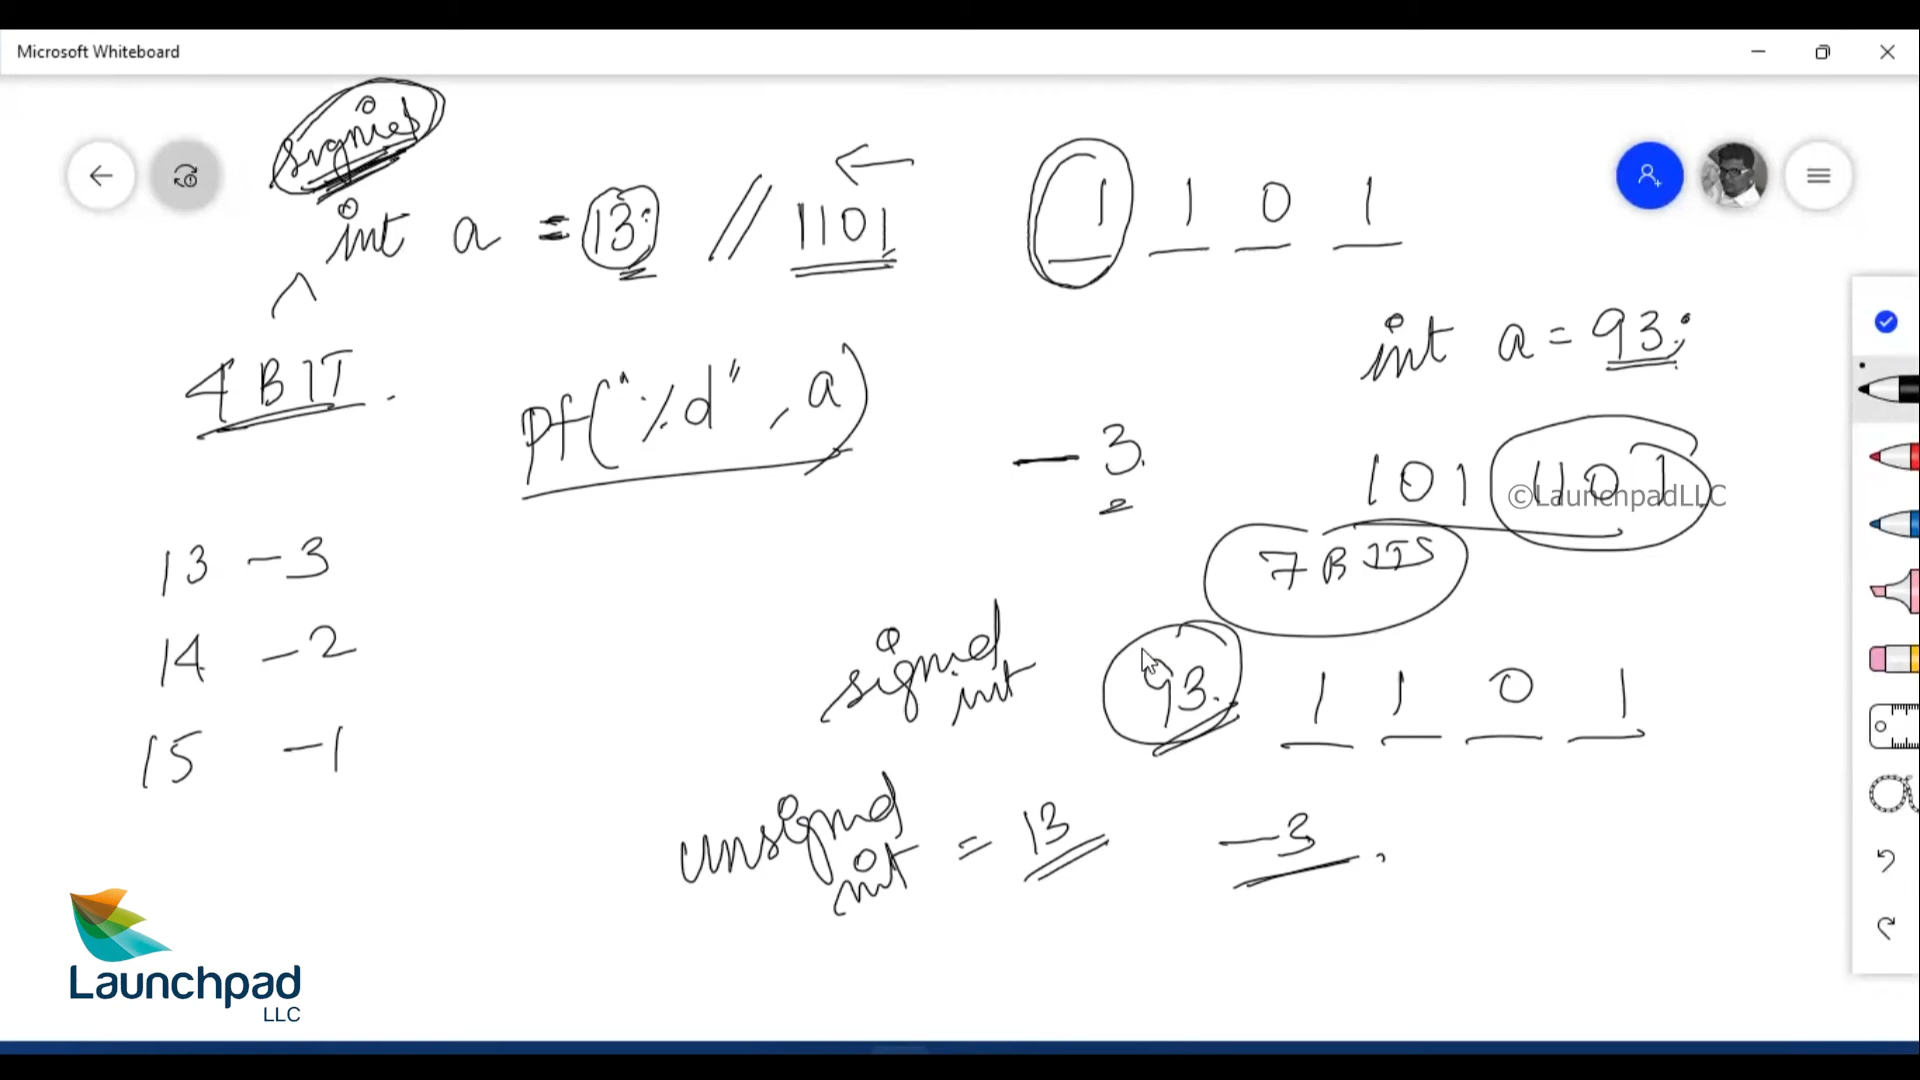 Microsoft Whiteboard
signed
int a = 13; // 1101
1 1 0 1
4 BIT.
int a = 93;
Pf("%d", a)
- 3.
101 1101
©LaunchpadLLC
7 BITS
13 -3
14 -2
15 -1
signed int
93. 1 1 0 1
unsigned int = 13
-3.
Launchpad
LLC